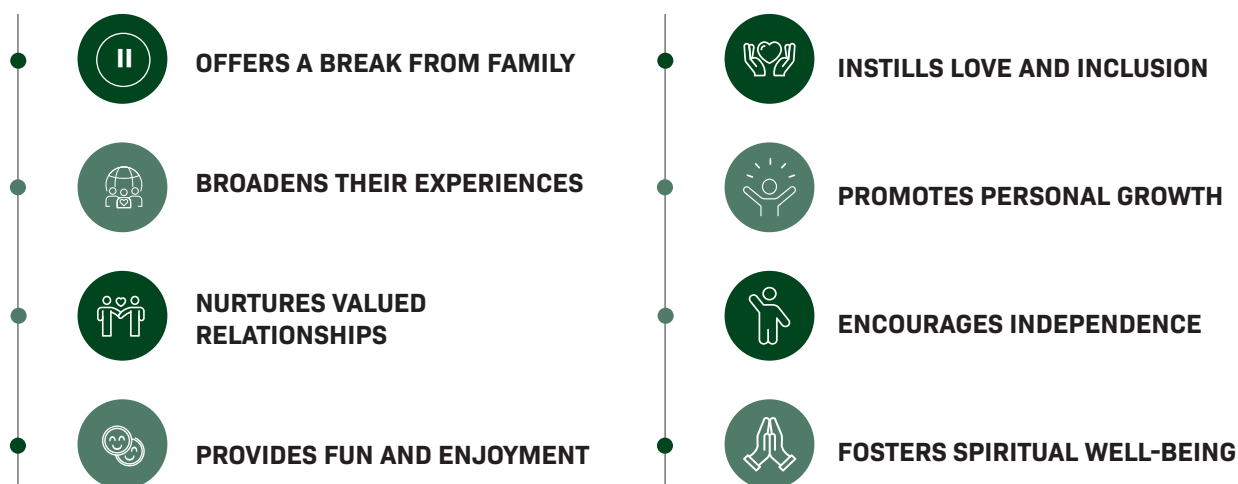 OFFERS A BREAK FROM FAMILY
BROADENS THEIR EXPERIENCES
NURTURES VALUED
RELATIONSHIPS
PROVIDES FUN AND ENJOYMENT
INSTILLS LOVE AND INCLUSION
PROMOTES PERSONAL GROWTH
ENCOURAGES INDEPENDENCE
FOSTERS SPIRITUAL WELL-BEING